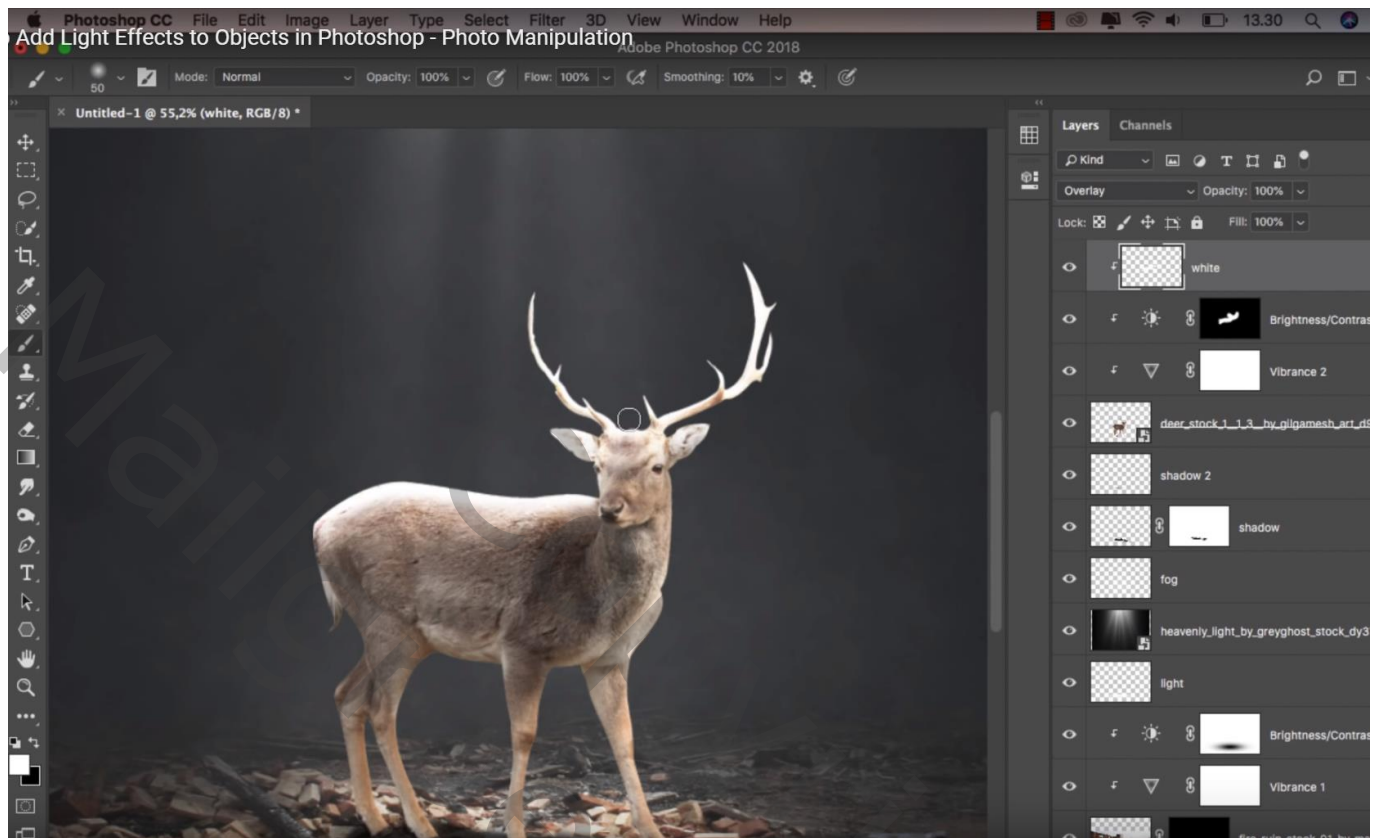 Photoshop CC File Edit Image Layer Type Select Filter 3D View Window Help 13.30
Add Light Effects to Objects in Photoshop - Photo Manipulation
Adobe Photoshop CC 2018
50 Mode: Normal Opacity: 100% Flow: 100% Smoothing: 10%
× Untitled-1 @ 55,2% (white, RGB/8) *
Layers Channels
Kind
Overlay Opacity: 100%
Lock: Fill: 100%
white
Brightness/Contras
Vibrance 2
deer_stock_1__1_3__by_gilgamesh_art_d9
shadow 2
shadow
fog
heavenly_light_by_greyghost_stock_dy3
light
Brightness/Contras
Vibrance 1